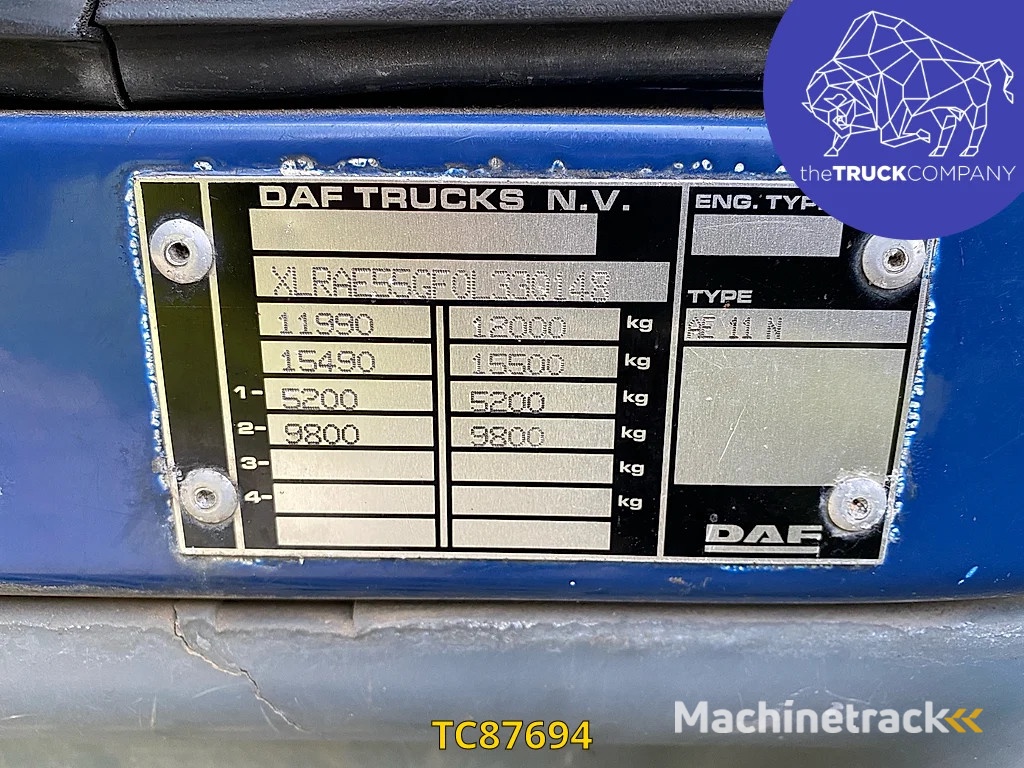 theTRUCKCOMPANY
DAF TRUCKS N.V.
ENG. TYP
XLRAE55GF0L330148
TYPE
11990 12000 kg
AE 11 N
15490 15500 kg
1- 5200 5200 kg
2- 9800 9800 kg
3- kg
4- kg
DAF
Machinetrack
TC87694